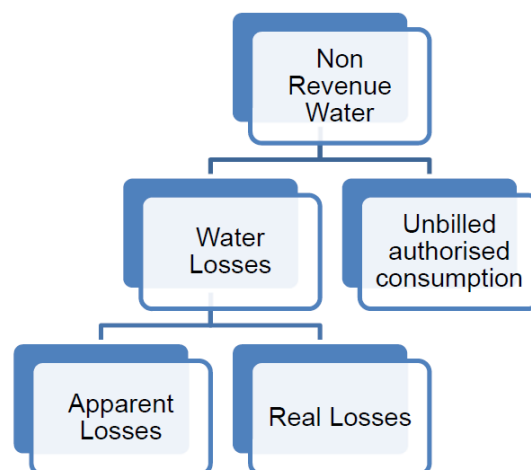 Non
Revenue
Water
Water
Losses
Unbilled
authorised
consumption
Apparent
Losses
Real Losses